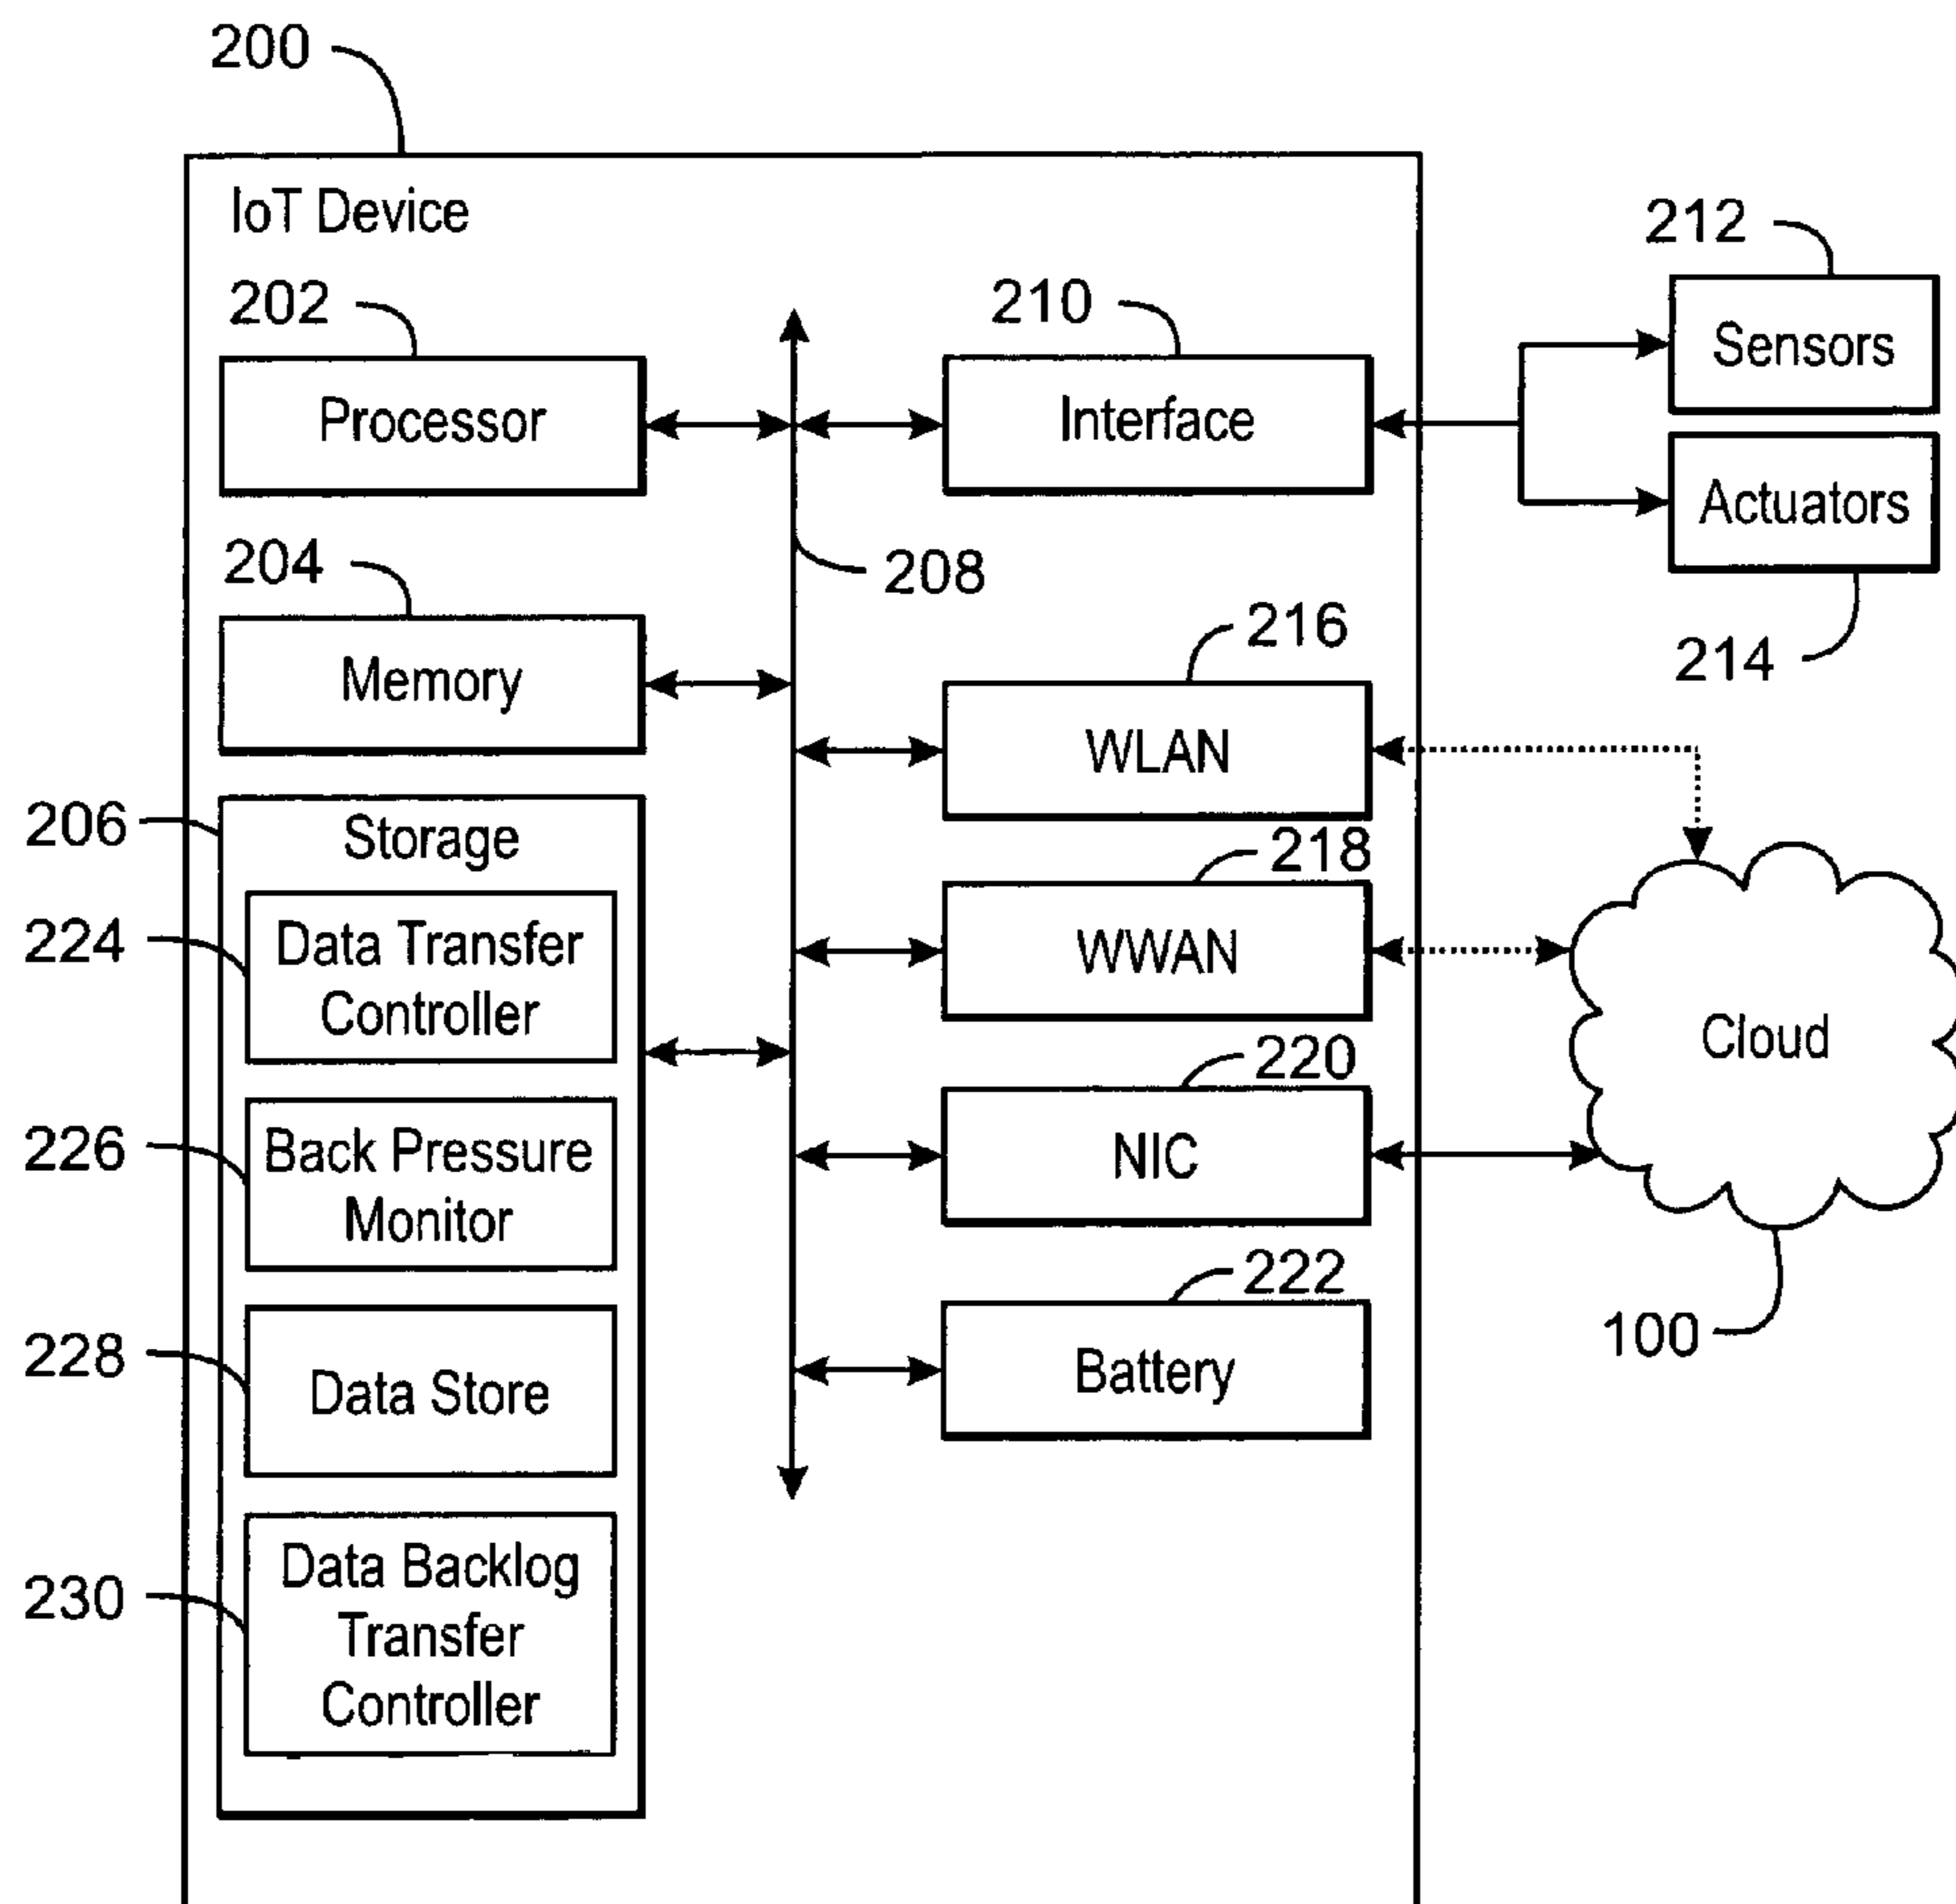 200
IoT Device
212
202
210
Sensors
Processor
Interface
Actuators
204
208
216
214
Memory
WLAN
206
Storage
218
224
Data Transfer
Controller
WWAN
Cloud
220
226
Back Pressure
Monitor
NIC
222
100
228
Data Store
Battery
230
Data Backlog
Transfer
Controller